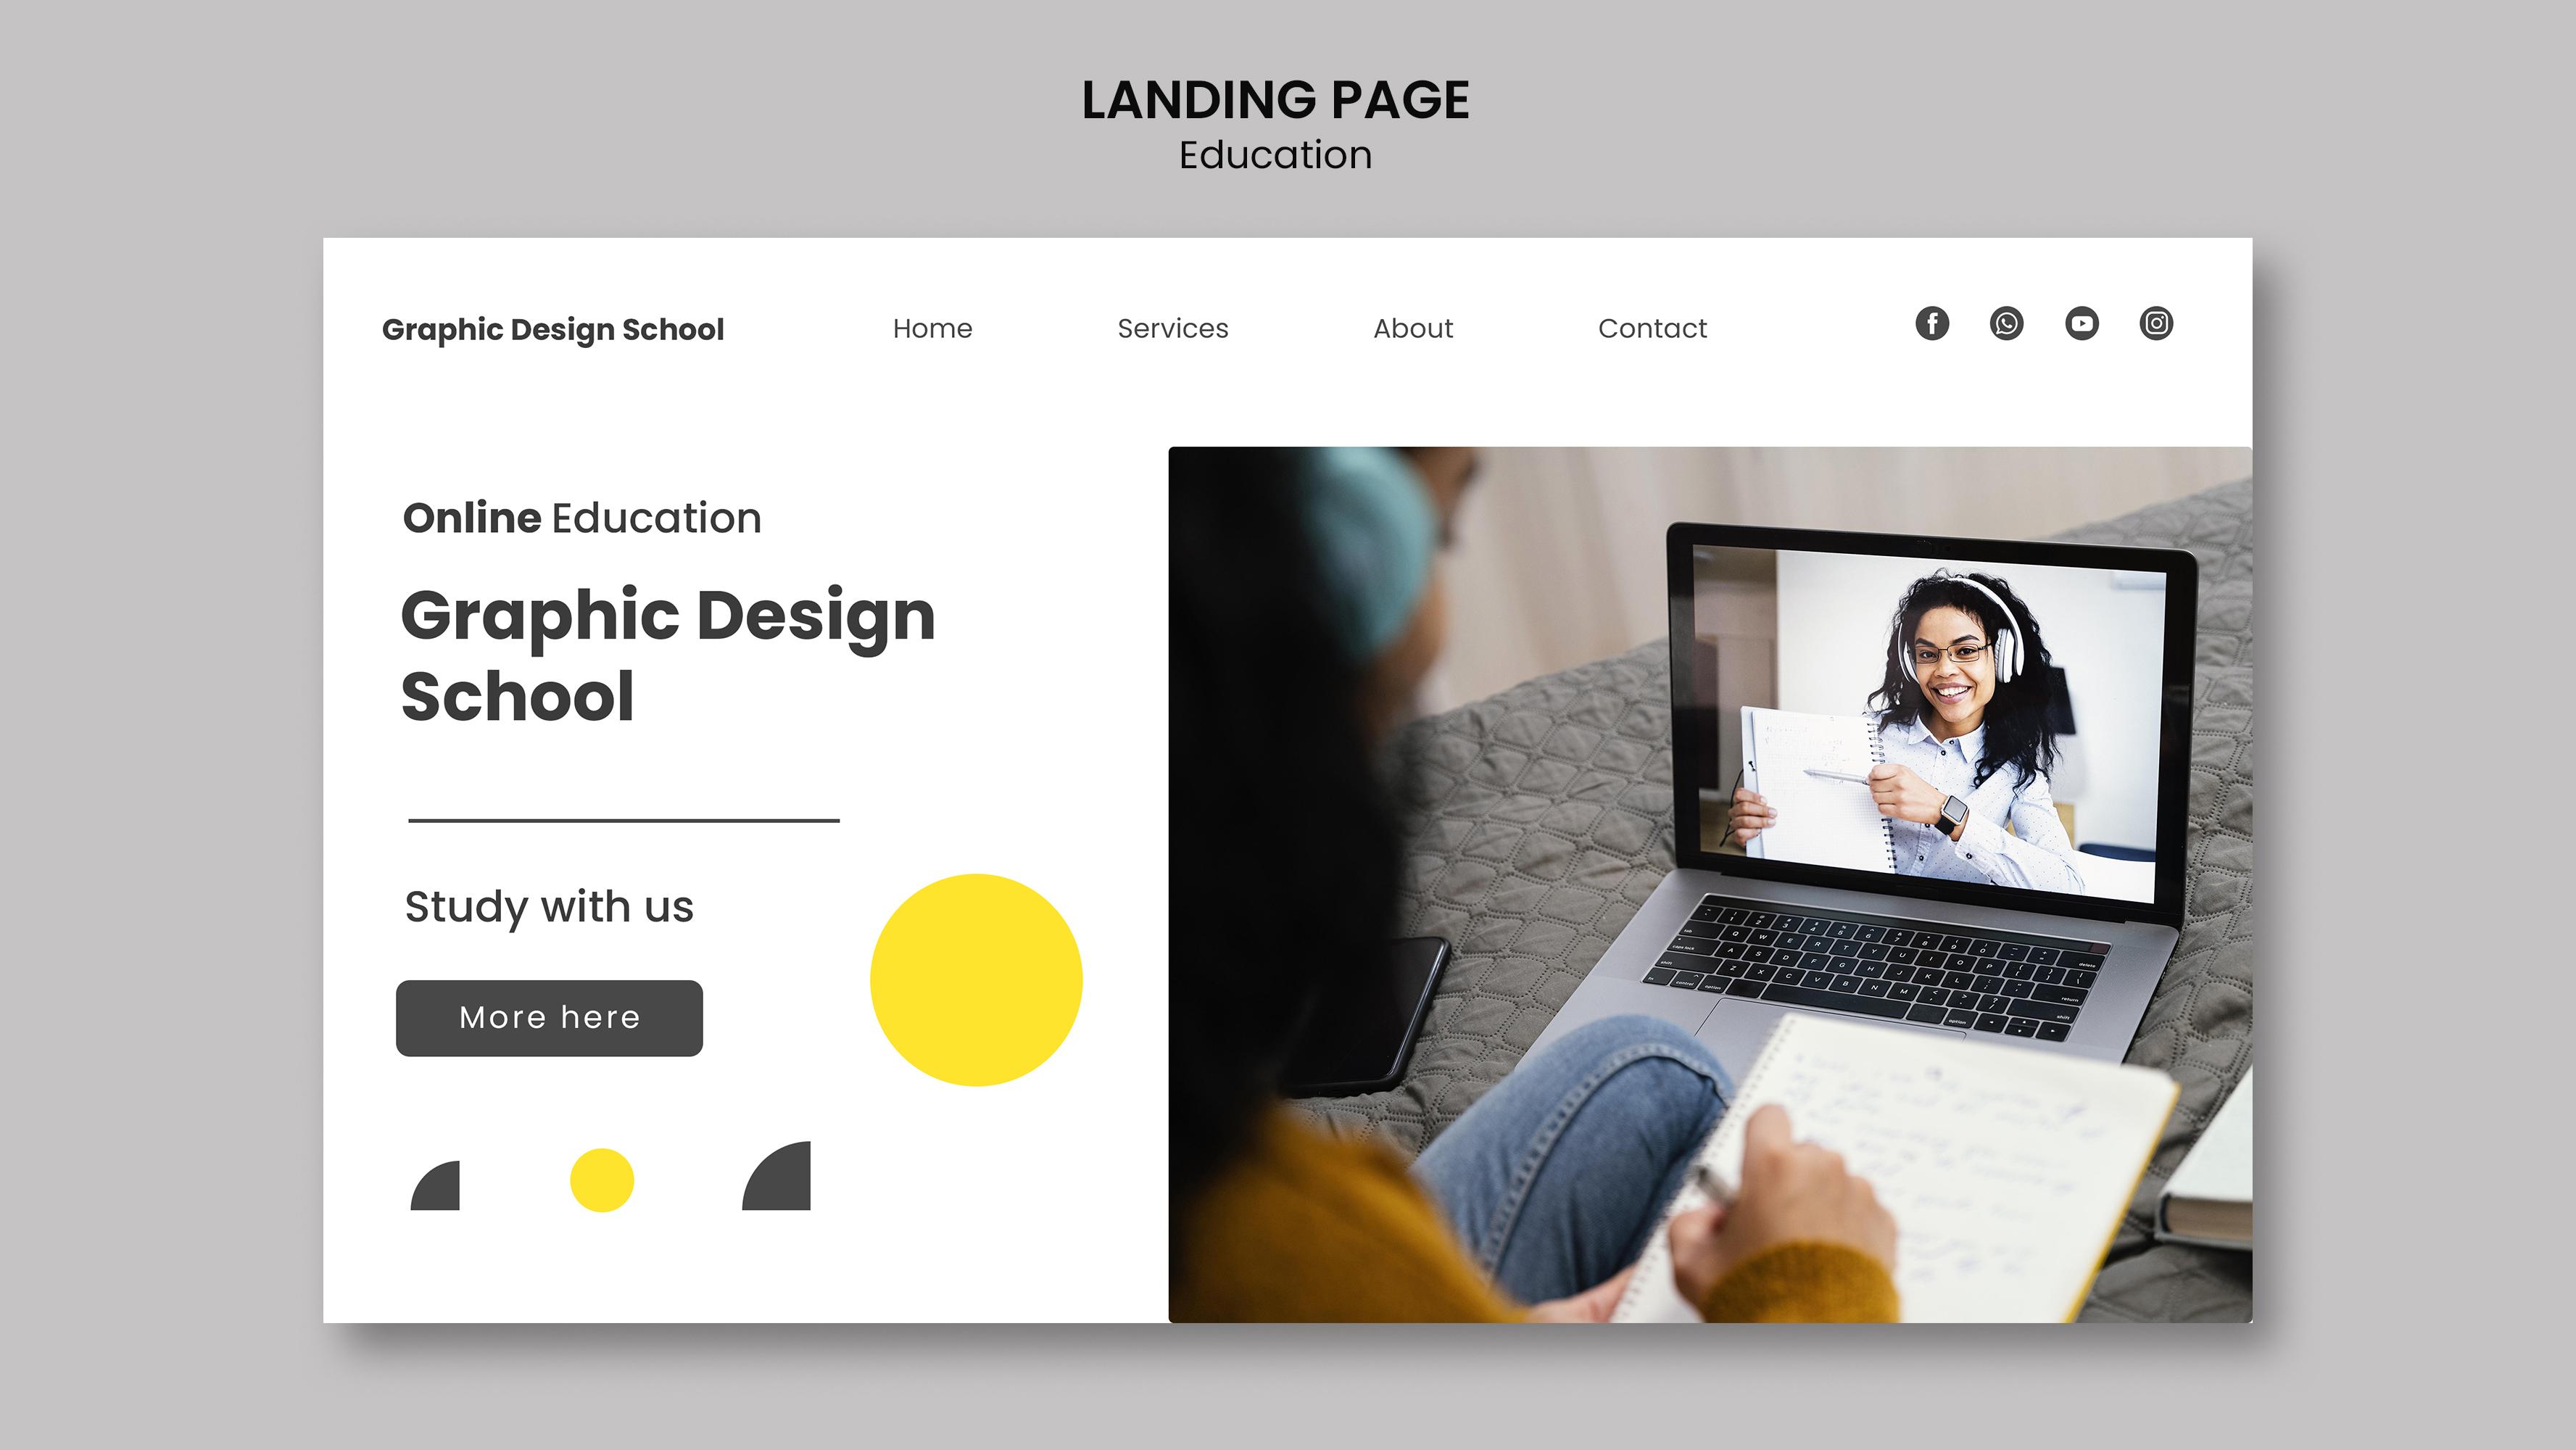 LANDING PAGE
Education
Graphic Design School
Home
Services
About
Contact
Online Education
Graphic Design
School
Study with us
More here